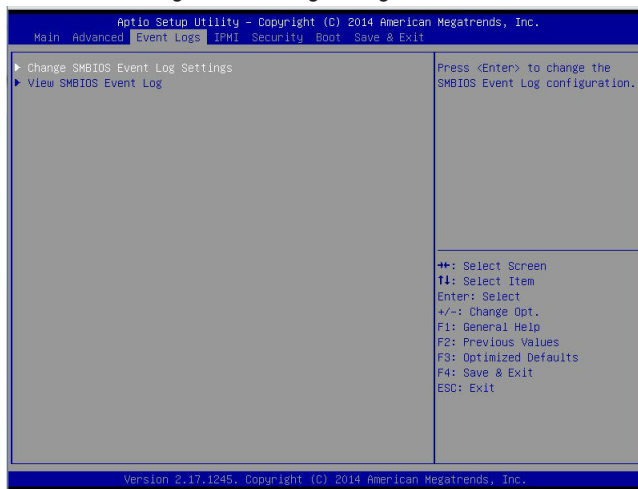 Aptio Setup Utility – Copyright (C) 2014 American Megatrends, Inc.
Main Advanced Event Logs IPMI Security Boot Save & Exit
▶ Change SMBIOS Event Log Settings
▶ View SMBIOS Event Log
Press <Enter> to change the
SMBIOS Event Log configuration.
→←: Select Screen
↑↓: Select Item
Enter: Select
+/-: Change Opt.
F1: General Help
F2: Previous Values
F3: Optimized Defaults
F4: Save & Exit
ESC: Exit
Version 2.17.1245. Copyright (C) 2014 American Megatrends, Inc.